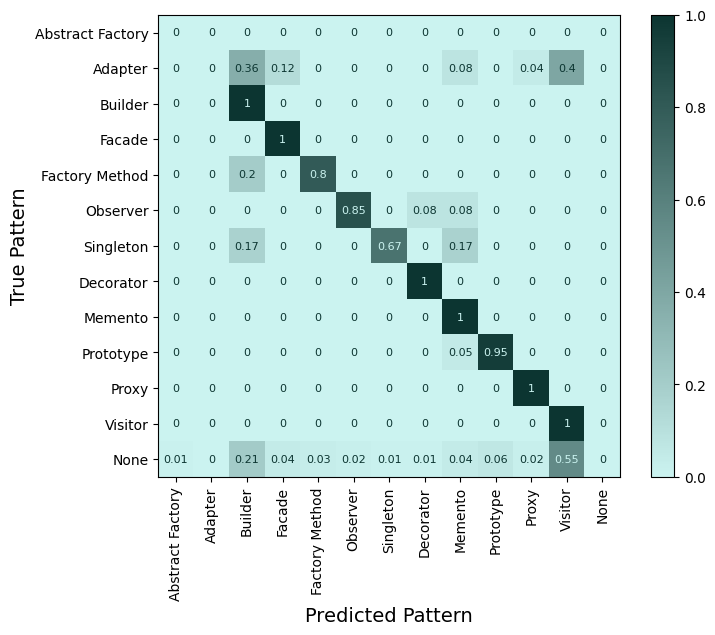 Abstract Factory 0 0 0 0 0 0 0 0 0 0 0 0 0
Adapter 0 0 0.36 0.12 0 0 0 0 0.08 0 0.04 0.4 0
Builder 0 0 1 0 0 0 0 0 0 0 0 0 0
Facade 0 0 0 1 0 0 0 0 0 0 0 0 0
Factory Method 0 0 0.2 0 0.8 0 0 0 0 0 0 0 0
Observer 0 0 0 0 0 0.85 0 0.08 0.08 0 0 0 0
Singleton 0 0 0.17 0 0 0 0.67 0 0.17 0 0 0 0
Decorator 0 0 0 0 0 0 0 1 0 0 0 0 0
Memento 0 0 0 0 0 0 0 0 1 0 0 0 0
Prototype 0 0 0 0 0 0 0 0 0.05 0.95 0 0 0
Proxy 0 0 0 0 0 0 0 0 0 0 1 0 0
Visitor 0 0 0 0 0 0 0 0 0 0 0 1 0
None 0.01 0 0.21 0.04 0.03 0.02 0.01 0.01 0.04 0.06 0.02 0.55 0
True Pattern
Abstract Factory
Adapter
Builder
Facade
Factory Method
Observer
Singleton
Decorator
Memento
Prototype
Proxy
Visitor
None
Predicted Pattern
1.0
0.8
0.6
0.4
0.2
0.0